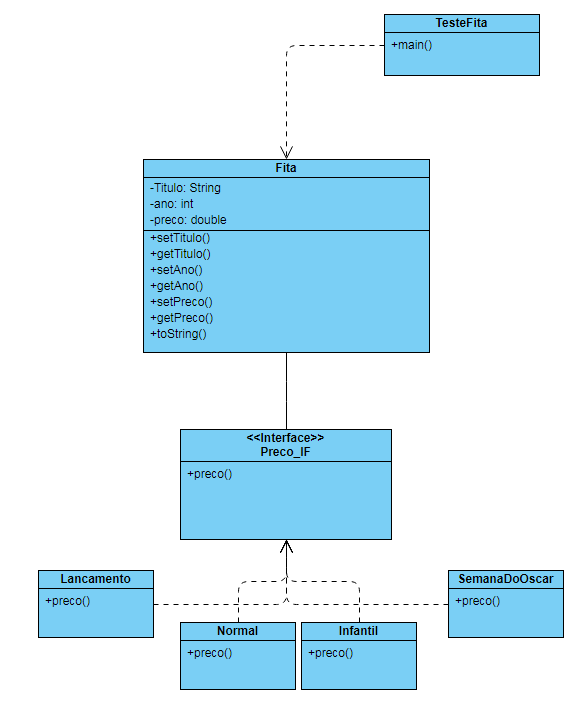 TesteFita
+main()
Fita
-Titulo: String
-ano: int
-preco: double
+setTitulo()
+getTitulo()
+setAno()
+getAno()
+setPreco()
+getPreco()
+toString()
<<Interface>>
Preco_IF
+preco()
Lancamento
+preco()
SemanaDoOscar
+preco()
Normal
+preco()
Infantil
+preco()